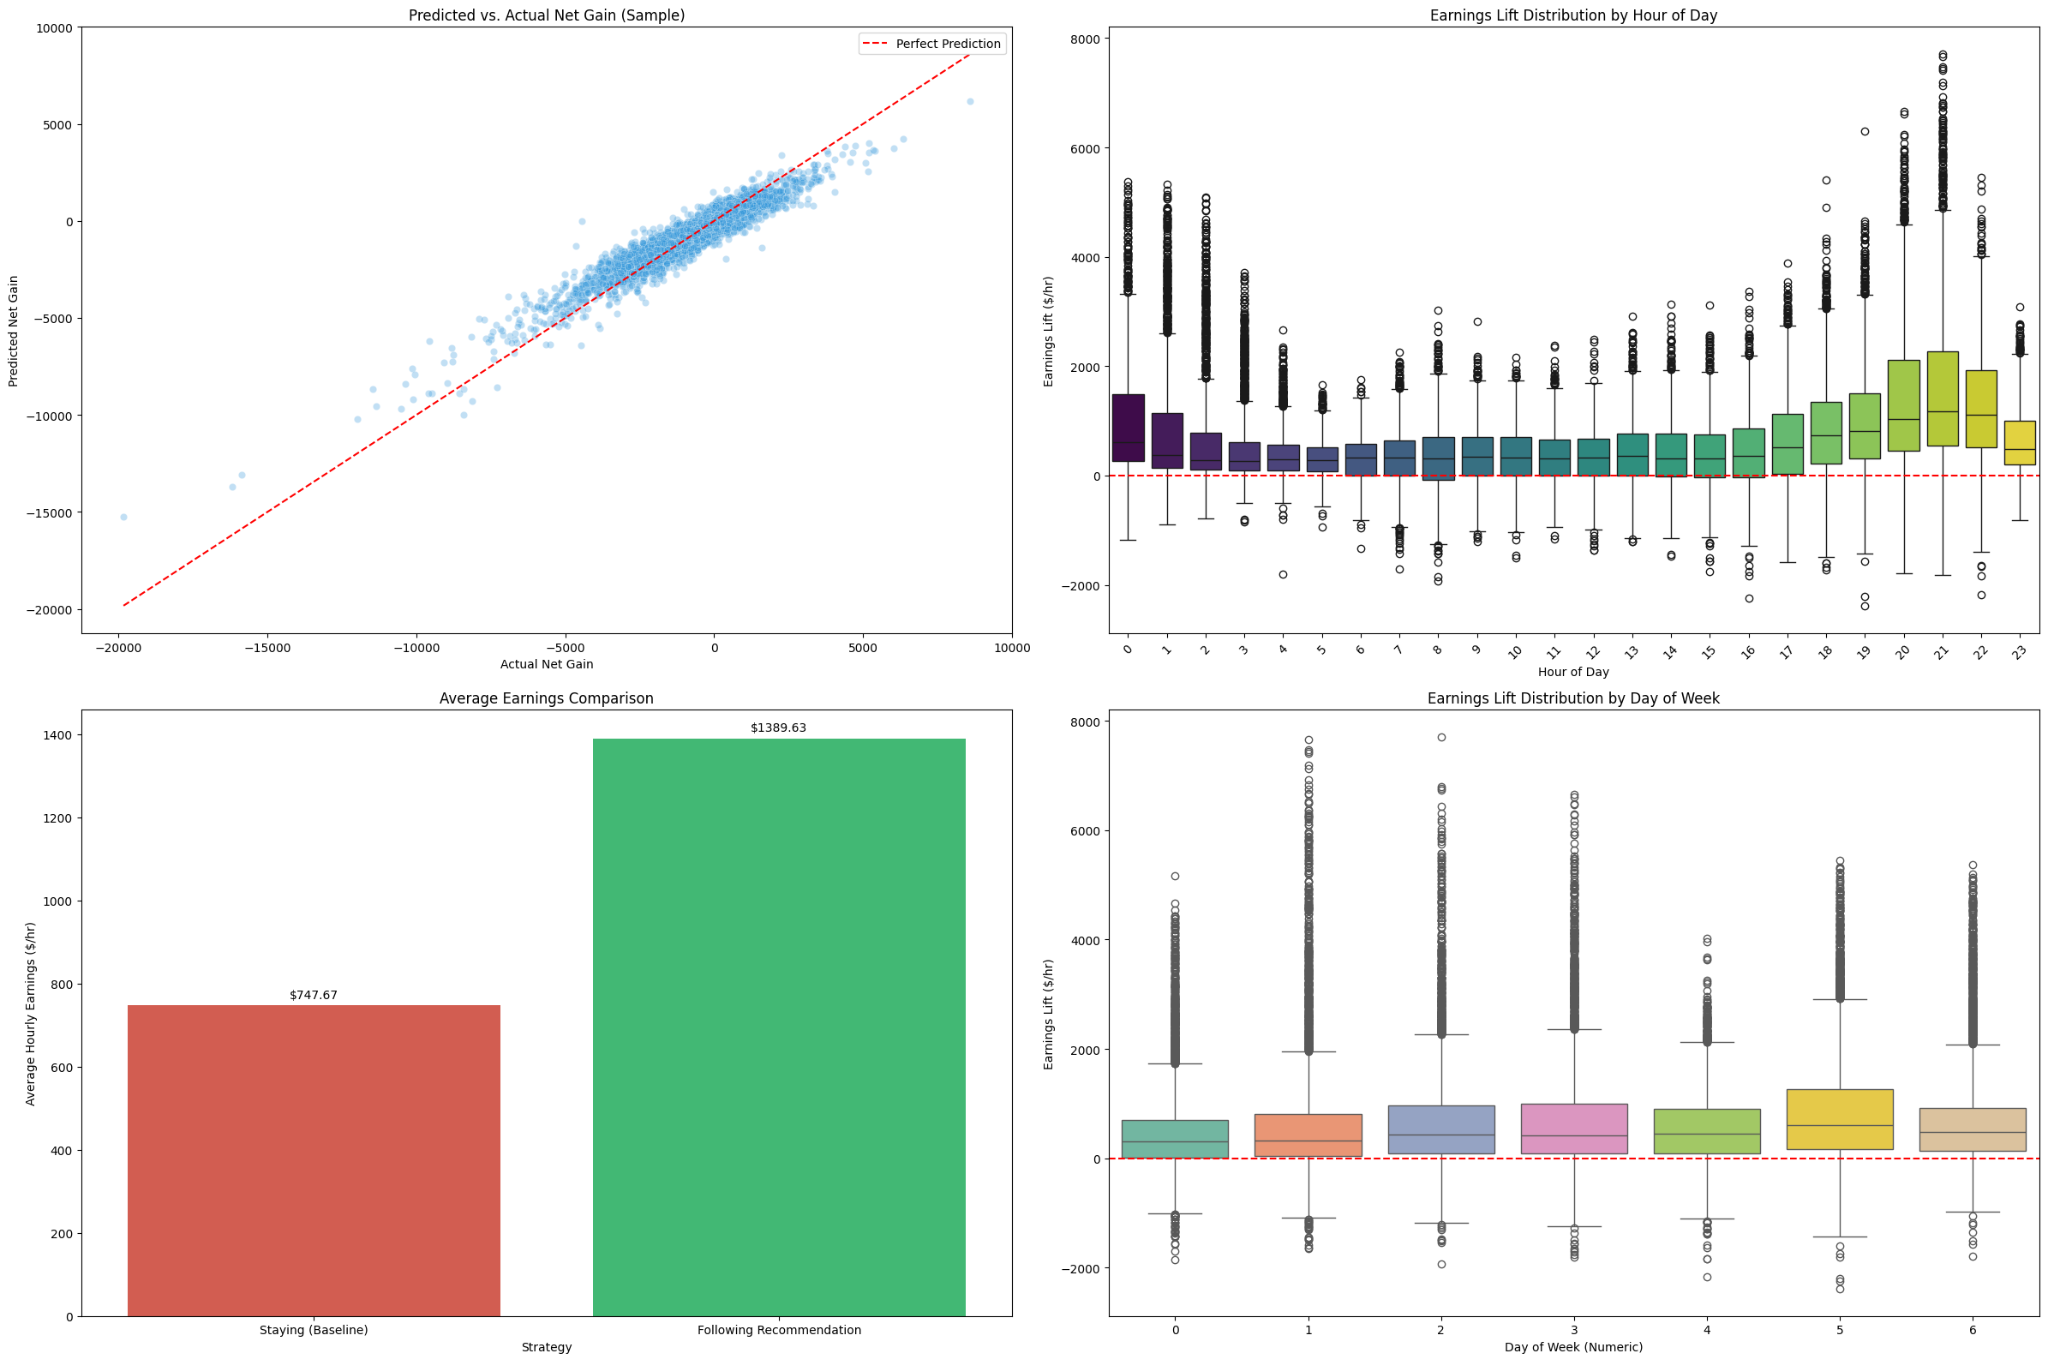 Predicted vs. Actual Net Gain (Sample)
10000
5000
0
−5000
−10000
−15000
−20000
Predicted Net Gain
Perfect Prediction
−20000 −15000 −10000 −5000 0 5000 10000
Actual Net Gain
Earnings Lift Distribution by Hour of Day
8000
6000
4000
2000
0
−2000
Earnings Lift ($/hr)
0 1 2 3 4 5 6 7 8 9 10 11 12 13 14 15 16 17 18 19 20 21 22 23
Hour of Day
Average Earnings Comparison
1400
1200
1000
800
600
400
200
0
Average Hourly Earnings ($/hr)
$747.67
$1389.63
Staying (Baseline) Following Recommendation
Strategy
Earnings Lift Distribution by Day of Week
8000
6000
4000
2000
0
−2000
Earnings Lift ($/hr)
0 1 2 3 4 5 6
Day of Week (Numeric)